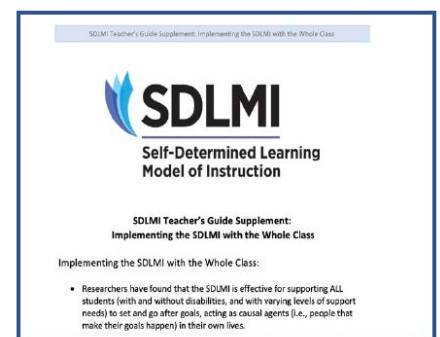 SDLMI Teacher's Guide Supplement: Implementing the SDLMI with the Whole Class
SDLMI
Self-Determined Learning
Model of Instruction
SDLMI Teacher's Guide Supplement:
Implementing the SDLMI with the Whole Class
Implementing the SDLMI with the Whole Class:
• Researchers have found that the SDLMI is effective for supporting ALL
students (with and without disabilities, and with varying levels of support
needs) to set and go after goals, acting as causal agents (i.e., people that
make their goals happen) in their own lives.